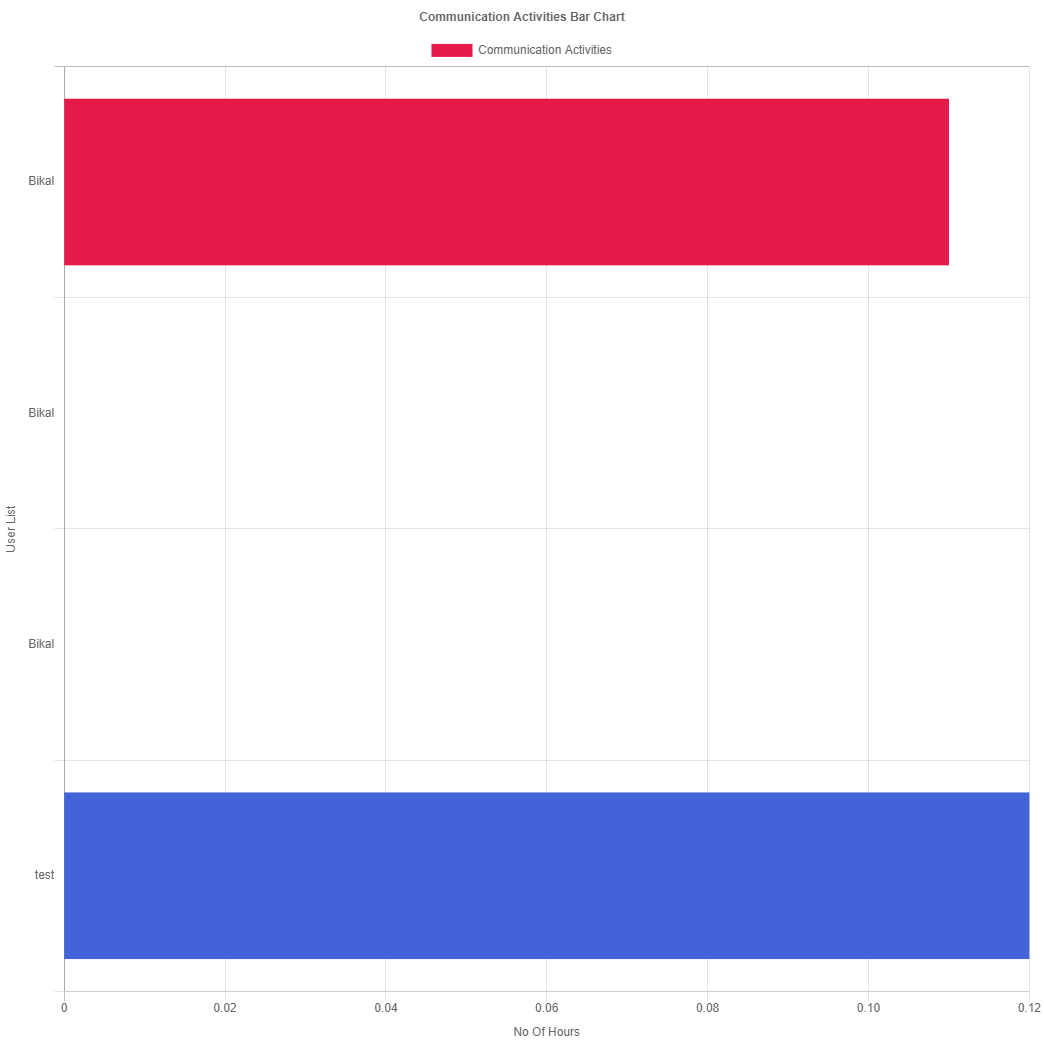 Communication Activities Bar Chart
Communication Activities
Bikal
Bikal
Bikal
test
User List
0 0.02 0.04 0.06 0.08 0.10 0.12
No Of Hours